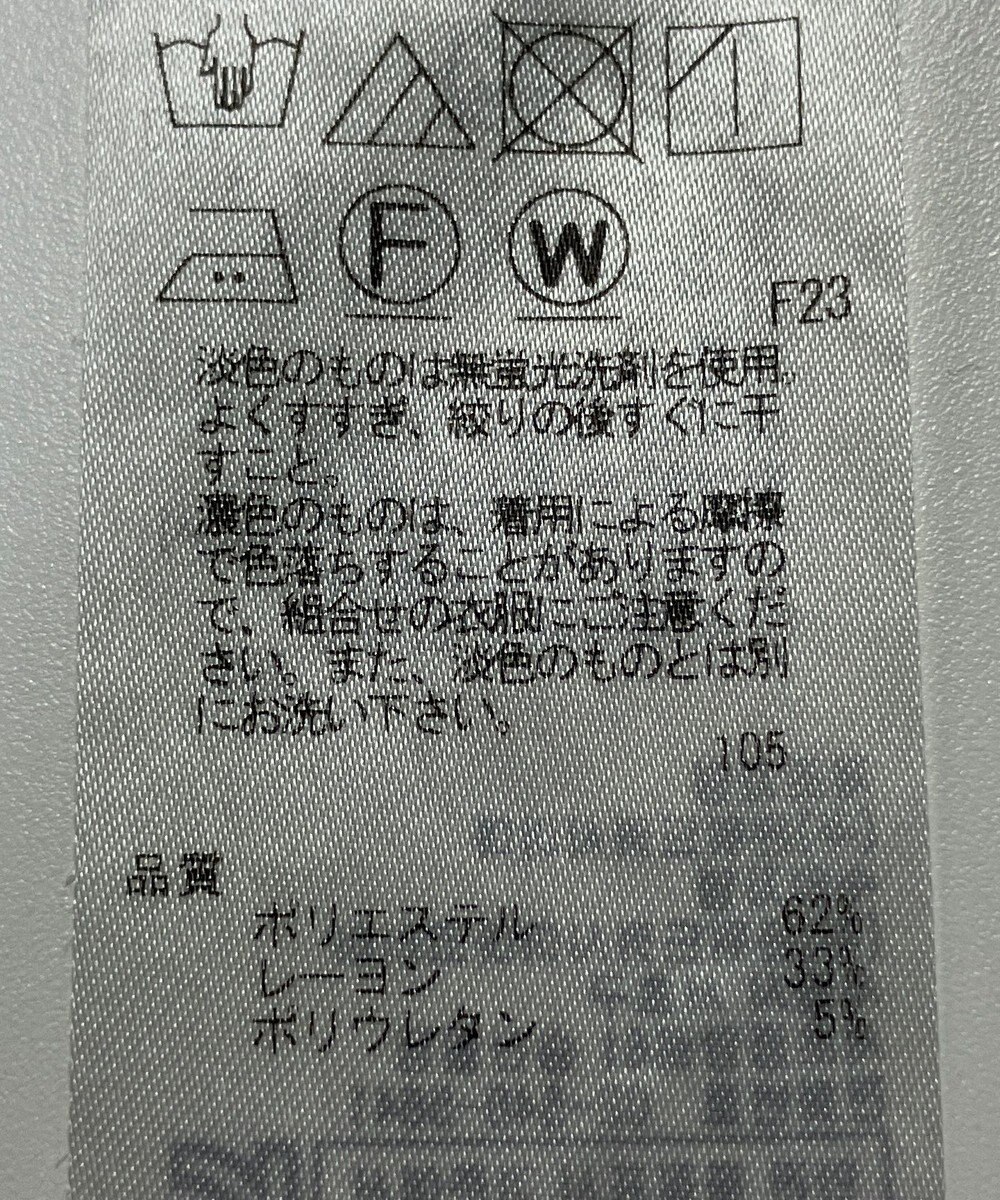 F
W
F23
淡色のものは無蛍光洗剤を使用。
よくすすぎ、絞りの後すぐに干
すこと。
濃色のものは、着用による摩擦
で色落ちすることがありますの
で、組合せの衣服にご注意くだ
さい。また、淡色のものとは別
にお洗い下さい。
105
品質
ポリエステル 62%
レーヨン 33%
ポリウレタン 5%